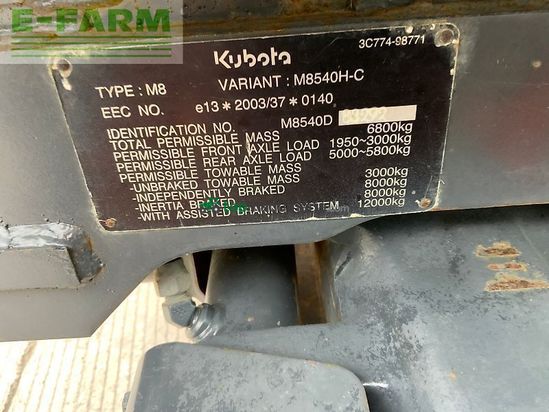 E-FARM
Kubota
3C774-98771
TYPE : M8 VARIANT : M8540H-C
EEC NO. e13 * 2003/37 * 0140
IDENTIFICATION NO. M8540D
PERMISSIBLE MASS 6800kg
PERMISSIBLE FRONT AXLE LOAD 1950~3000kg
PERMISSIBLE REAR AXLE LOAD 5000~5800kg
PERMISSIBLE TOWABLE MASS
-UNBRAKED TOWABLE MASS 3000kg
-INDEPENDENTLY BRAKED 8000kg
-INERTIA BRAKED 8000kg
-WITH ASSISTED BRAKING SYSTEM 12000kg